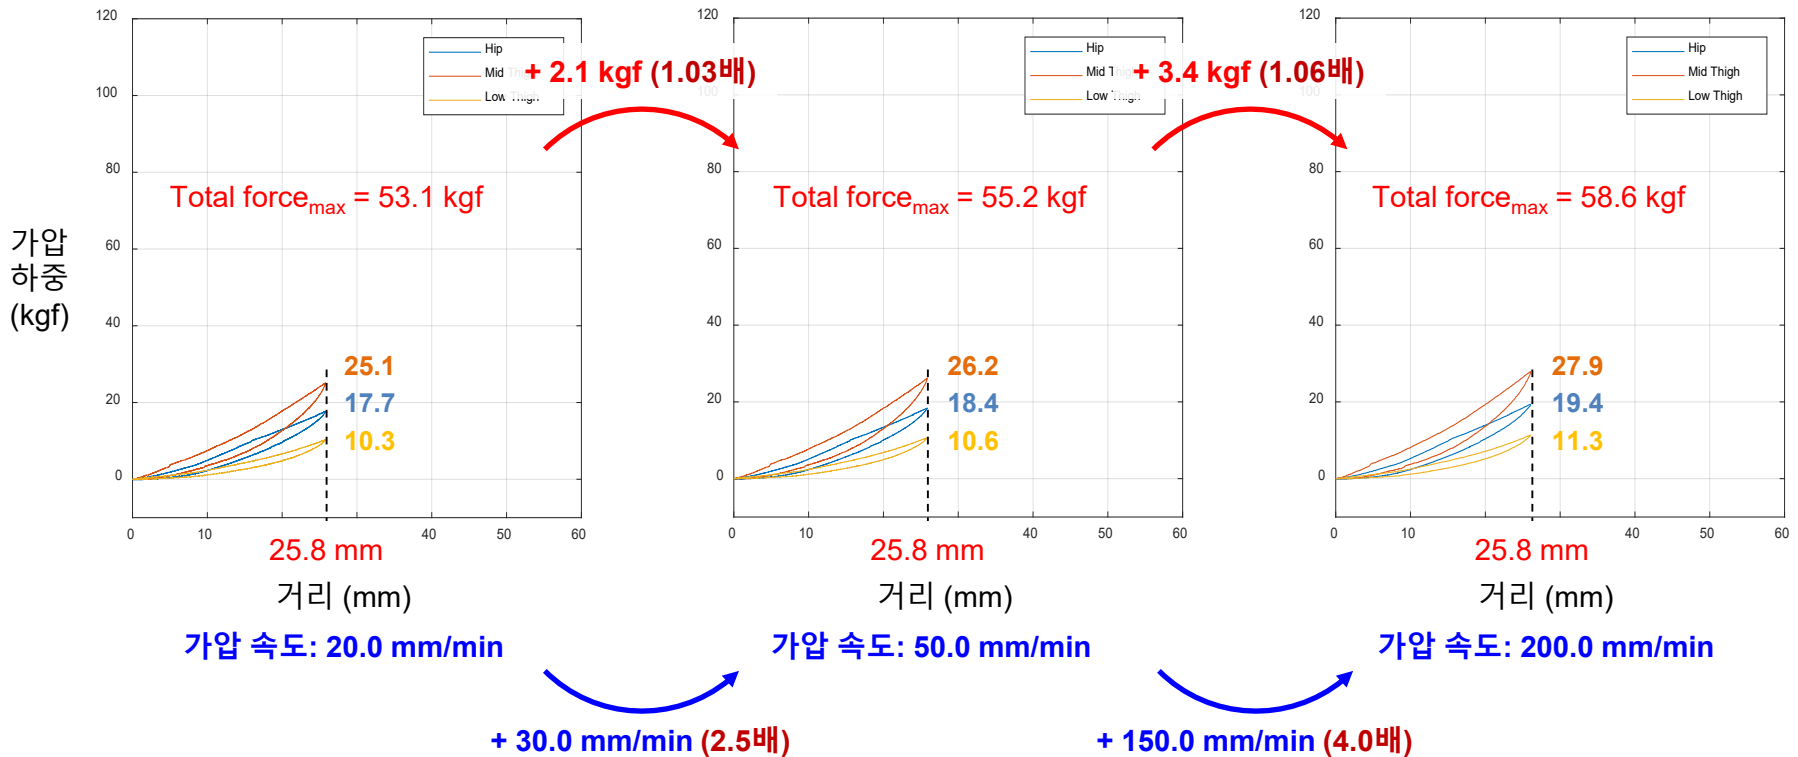 가압
하중
(kgf)
120
100
80
60
40
20
0
Hip
Mid
Low Thigh
+ 2.1 kgf (1.03배)
Total forcemax = 53.1 kgf
25.1
17.7
10.3
0
10
40
50
60
25.8 mm
거리 (mm)
가압 속도: 20.0 mm/min
120
100
80
60
40
20
0
Hip
Mid Thigh
Low Thigh
+ 3.4 kgf (1.06배)
Total forcemax = 55.2 kgf
26.2
18.4
10.6
0
10
40
50
60
25.8 mm
거리 (mm)
가압 속도: 50.0 mm/min
120
100
80
60
40
20
0
Hip
Mid Thigh
Low Thigh
Total forcemax = 58.6 kgf
27.9
19.4
11.3
0
10
40
50
60
25.8 mm
거리 (mm)
가압 속도: 200.0 mm/min
+ 30.0 mm/min (2.5배)
+ 150.0 mm/min (4.0배)